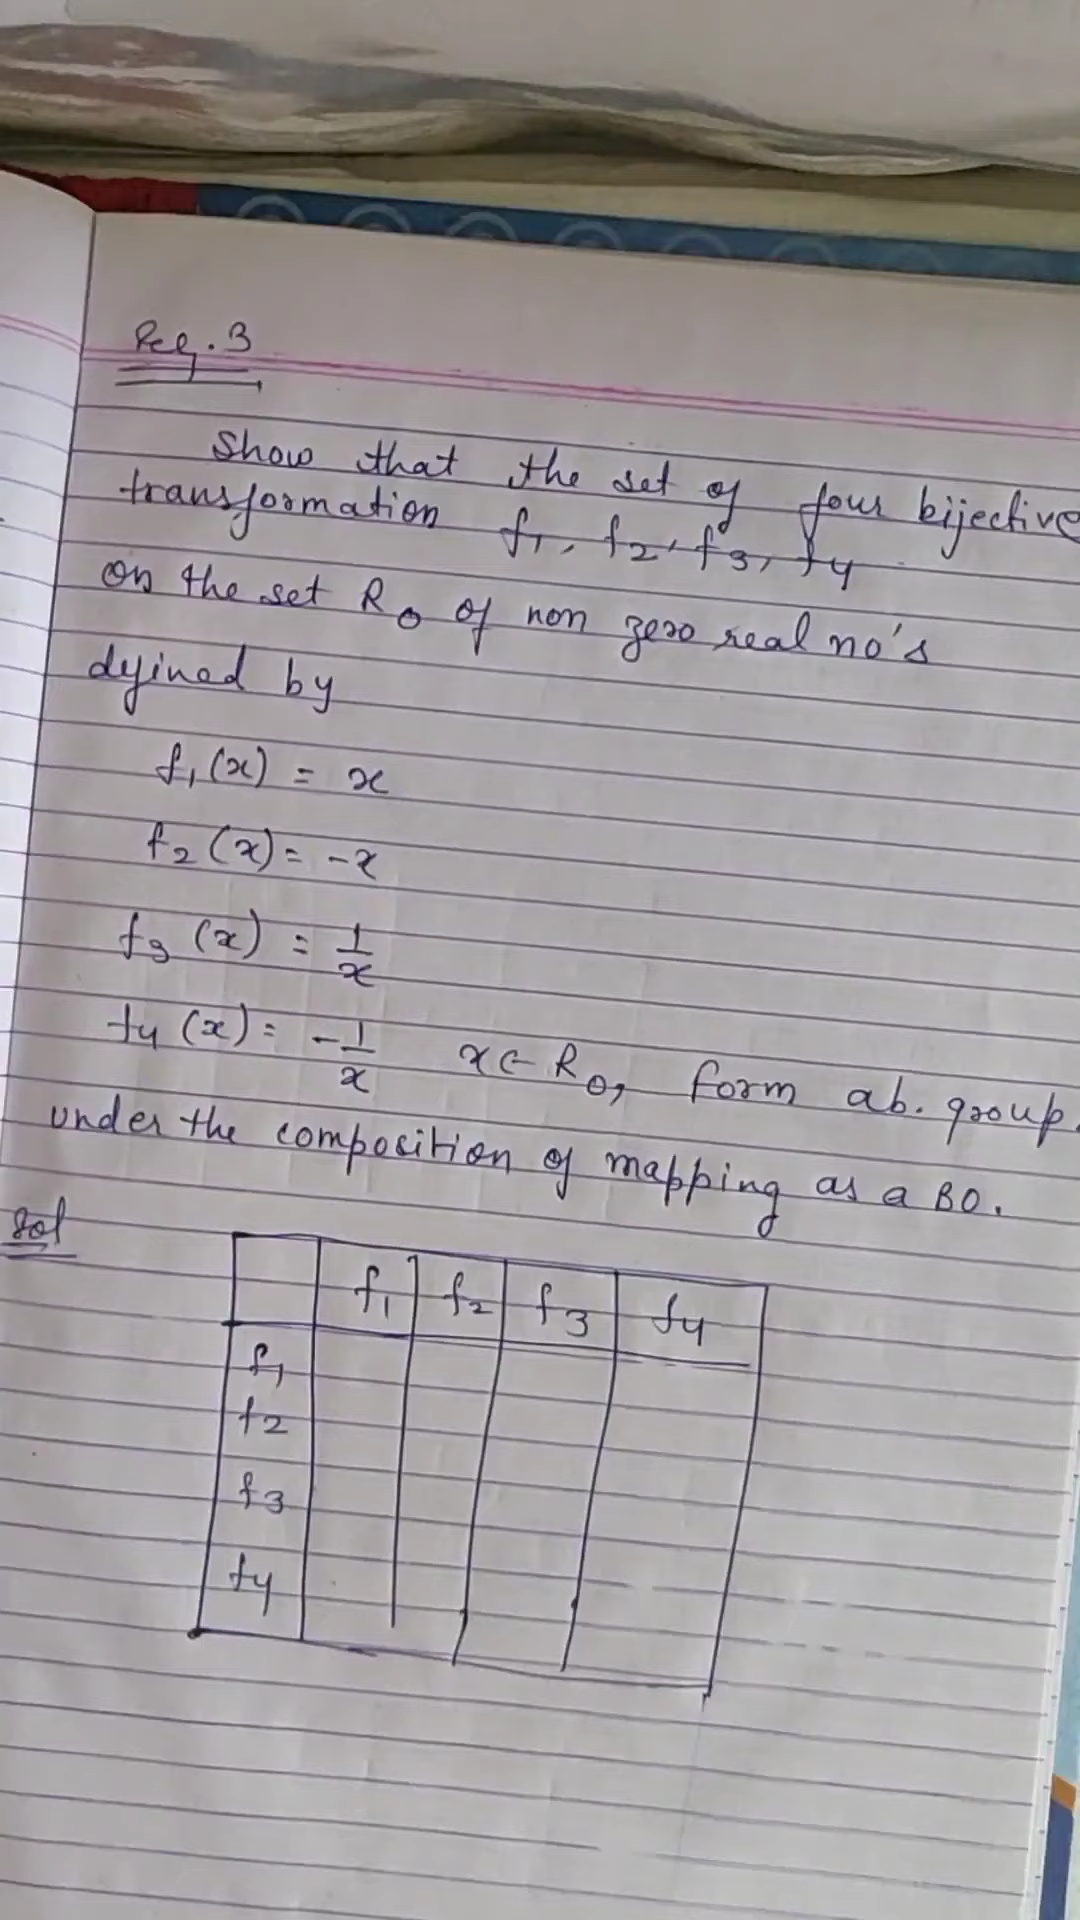 Show that the set of four bijective
transformation f1, f2, f3, f4
on the set R0 of non zero real no's
defined by
f1(x) = x
f2(x) = -x
f3(x) = 1/x
f4(x) = -1/x x ∈ R0, form ab. group.
under the composition of mapping as a BO.
Sol
f1 f2 f3 f4
f1
f2
f3
f4